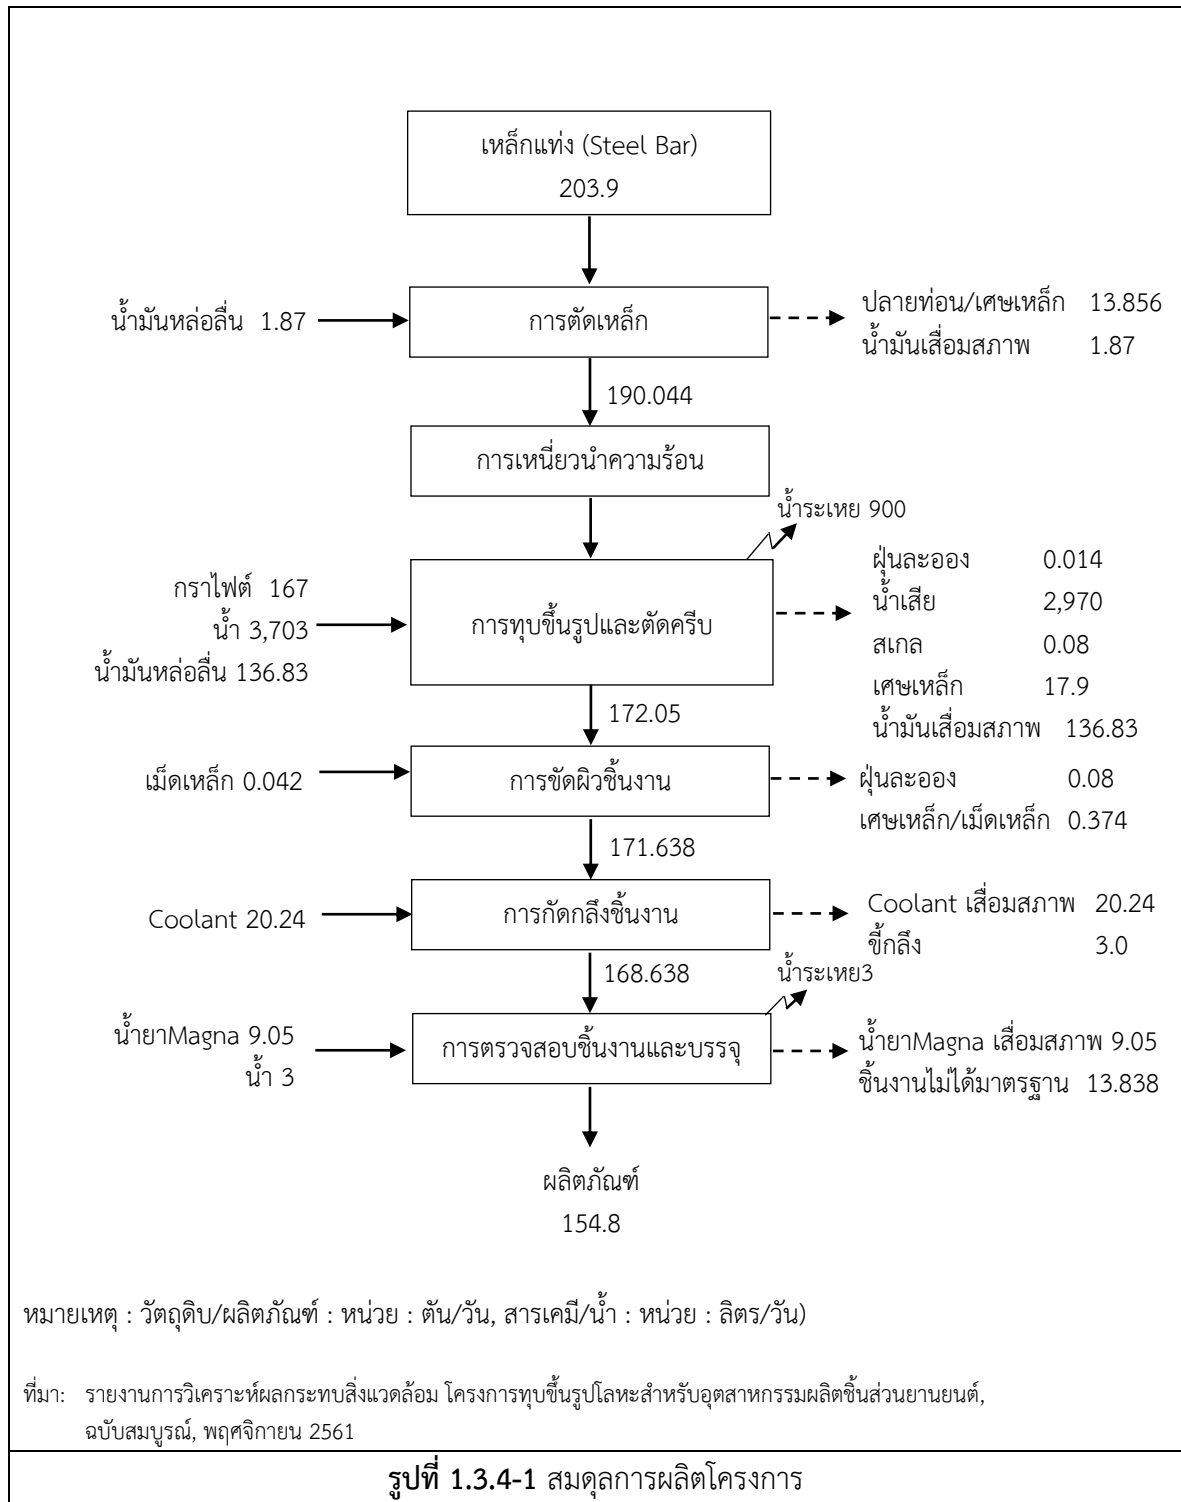 เหล็กแท่ง (Steel Bar)
203.9
น้ำมันหล่อลื่น 1.87
การตัดเหล็ก
ปลายท่อน/เศษเหล็ก 13.856
น้ำมันเสื่อมสภาพ 1.87
190.044
การเหนี่ยวนำความร้อน
น้ำระเหย 900
กราไฟต์ 167
น้ำ 3,703
น้ำมันหล่อลื่น 136.83
การทุบขึ้นรูปและตัดครีบ
ฝุ่นละออง 0.014
น้ำเสีย 2,970
สเกล 0.08
เศษเหล็ก 17.9
น้ำมันเสื่อมสภาพ 136.83
172.05
เม็ดเหล็ก 0.042
การขัดผิวชิ้นงาน
ฝุ่นละออง 0.08
เศษเหล็ก/เม็ดเหล็ก 0.374
171.638
Coolant 20.24
การกัดกลึงชิ้นงาน
Coolant เสื่อมสภาพ 20.24
ขี้กลึง 3.0
168.638
น้ำระเหย3
น้ำยาMagna 9.05
น้ำ 3
การตรวจสอบชิ้นงานและบรรจุ
น้ำยาMagna เสื่อมสภาพ 9.05
ชิ้นงานไม่ได้มาตรฐาน 13.838
ผลิตภัณฑ์
154.8
หมายเหตุ : วัตถุดิบ/ผลิตภัณฑ์ : หน่วย : ตัน/วัน, สารเคมี/น้ำ : หน่วย : ลิตร/วัน)
ที่มา: รายงานการวิเคราะห์ผลกระทบสิ่งแวดล้อม โครงการทุบขึ้นรูปโลหะสำหรับอุตสาหกรรมผลิตชิ้นส่วนยานยนต์,
ฉบับสมบูรณ์, พฤศจิกายน 2561
รูปที่ 1.3.4-1 สมดุลการผลิตโครงการ